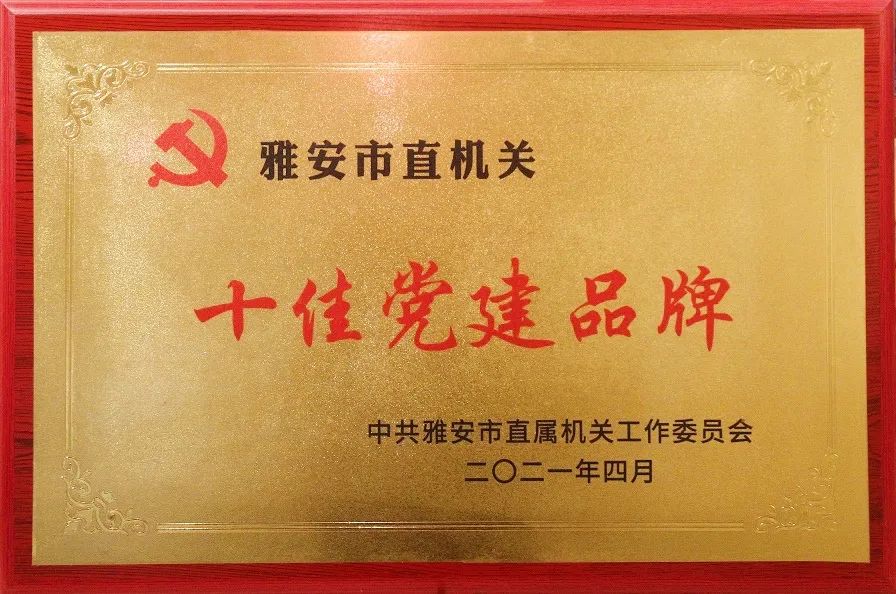 雅安市直机关
十佳党建品牌
中共雅安市直属机关工作委员会
二〇二一年四月